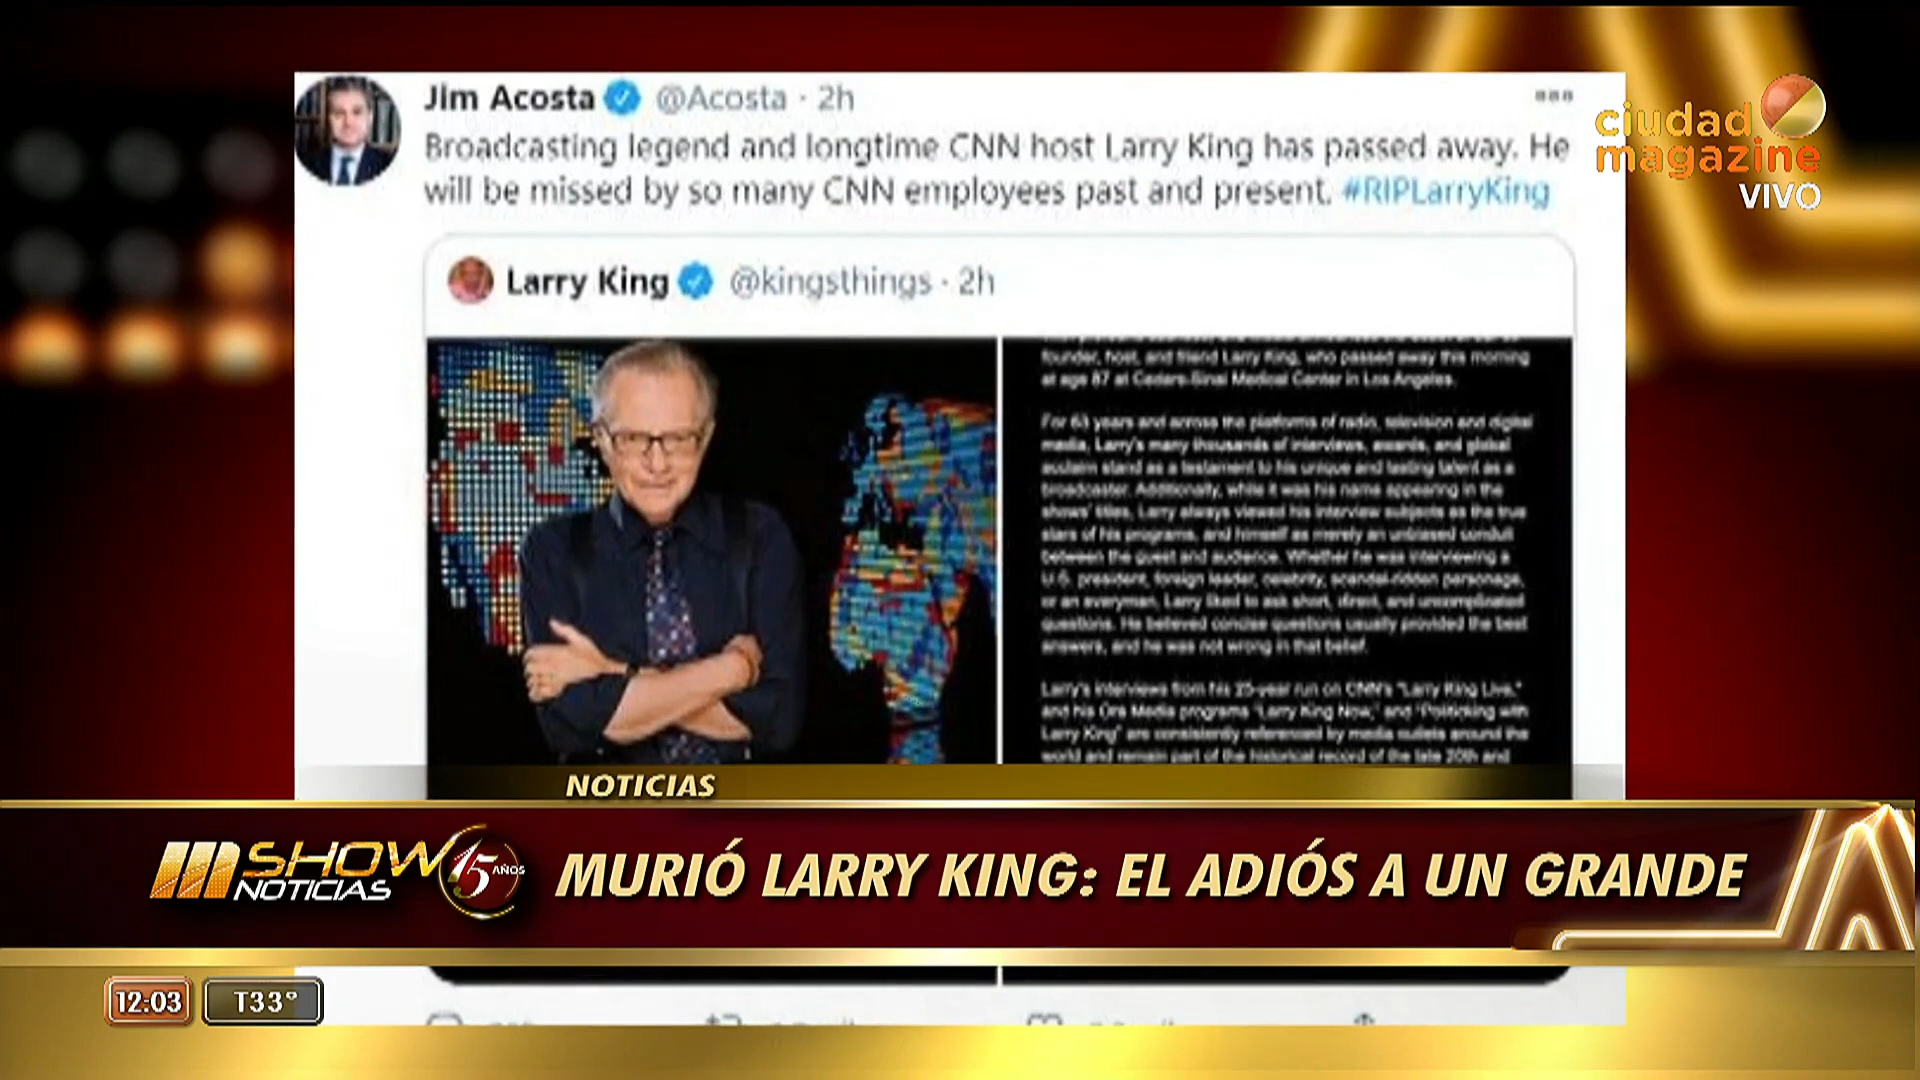 Jim Acosta @Acosta · 2h
Broadcasting legend and longtime CNN host Larry King has passed away. He
will be missed by so many CNN employees past and present. #RIPLarryKing
ciudad
magazine
VIVO
Larry King @kingsthings · 2h
founder, host, and friend Larry King, who passed away this morning
at age 87 at Cedars-Sinai Medical Center in Los Angeles.
For 63 years and across the platforms of radio, television and digital
media, Larry's many thousands of interviews, awards, and global
acclaim stand as a testament to his unique and lasting talent as a
broadcaster. Additionally, while it was his name appearing in the
shows' titles, Larry always viewed his interview subjects as the true
stars of his programs, and himself as merely an unbiased conduit
between the guest and audience. Whether he was interviewing a
U.S. president, foreign leader, celebrity, scandal-ridden personage,
or an everyman, Larry liked to ask short, direct, and uncomplicated
questions. He believed concise questions usually provided the best
answers, and he was not wrong in that belief.
Larry's interviews from his 25-year run on CNN's "Larry King Live,"
and his Ora Media programs "Larry King Now," and "Politicking with
Larry King" are consistently referenced by media outlets around the
world and remain part of the historical record of the late 20th and
NOTICIAS
SHOW
NOTICIAS
15 AÑOS
MURIÓ LARRY KING: EL ADIÓS A UN GRANDE
12:03
T33°